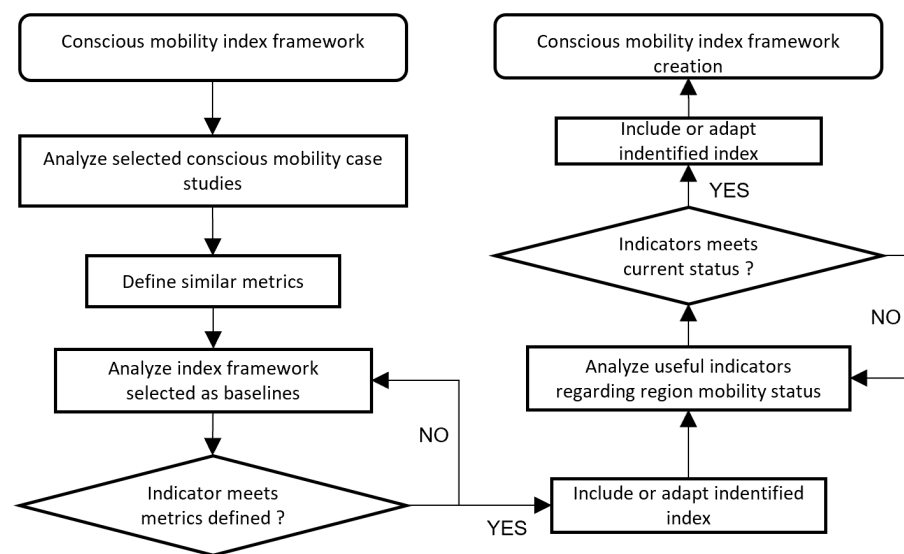 Conscious mobility index framework
Analyze selected conscious mobility case
studies
Define similar metrics
Analyze index framework
selected as baselines
NO
Indicator meets
metrics defined ?
YES
Include or adapt indentified
index
Analyze useful indicators
regarding region mobility status
NO
Indicators meets
current status ?
YES
Include or adapt
indentified index
Conscious mobility index framework
creation